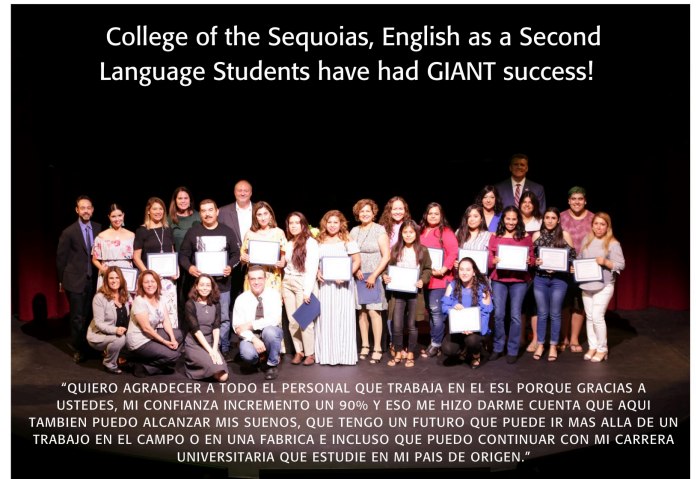 College of the Sequoias, English as a Second
Language Students have had GIANT success!
“QUIERO AGRADECER A TODO EL PERSONAL QUE TRABAJA EN EL ESL PORQUE GRACIAS A
USTEDES, MI CONFIANZA INCREMENTO UN 90% Y ESO ME HIZO DARME CUENTA QUE AQUI
TAMBIEN PUEDO ALCANZAR MIS SUENOS, QUE TENGO UN FUTURO QUE PUEDE IR MAS ALLA DE UN
TRABAJO EN EL CAMPO O EN UNA FABRICA E INCLUSO QUE PUEDO CONTINUAR CON MI CARRERA
UNIVERSITARIA QUE ESTUDIE EN MI PAIS DE ORIGEN.”